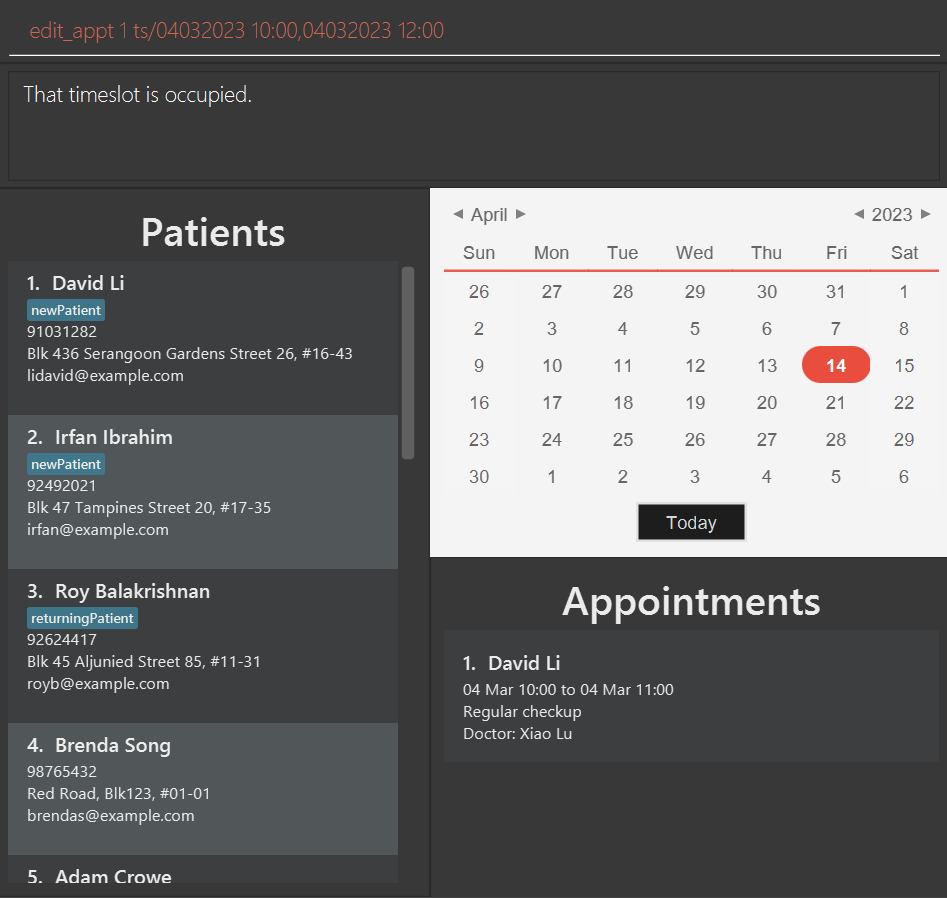 edit_appt 1 ts/04032023 10:00,04032023 12:00
That timeslot is occupied.
Patients
1. David Li
newPatient
91031282
Blk 436 Serangoon Gardens Street 26, #16-43
lidavid@example.com
2. Irfan Ibrahim
newPatient
92492021
Blk 47 Tampines Street 20, #17-35
irfan@example.com
3. Roy Balakrishnan
returningPatient
92624417
Blk 45 Aljunied Street 85, #11-31
royb@example.com
4. Brenda Song
98765432
Red Road, Blk123, #01-01
brendas@example.com
5. Adam Crowe
◀ April ▶ ◀ 2023 ▶
Sun Mon Tue Wed Thu Fri Sat
26 27 28 29 30 31 1
2 3 4 5 6 7 8
9 10 11 12 13 14 15
16 17 18 19 20 21 22
23 24 25 26 27 28 29
30 1 2 3 4 5 6
Today
Appointments
1. David Li
04 Mar 10:00 to 04 Mar 11:00
Regular checkup
Doctor: Xiao Lu